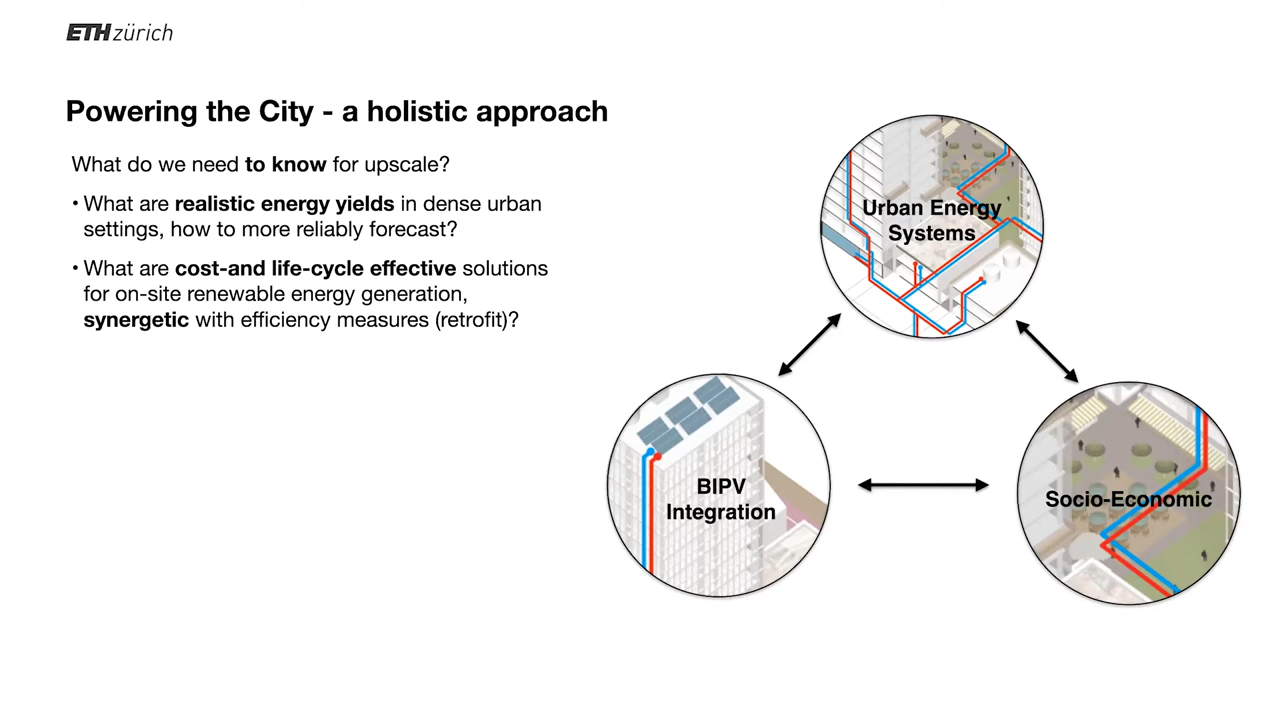 ETH zürich
Powering the City - a holistic approach
What do we need to know for upscale?
• What are realistic energy yields in dense urban
settings, how to more reliably forecast?
• What are cost-and life-cycle effective solutions
for on-site renewable energy generation,
synergetic with efficiency measures (retrofit)?
Urban Energy
Systems
BIPV
Integration
Socio-Economic